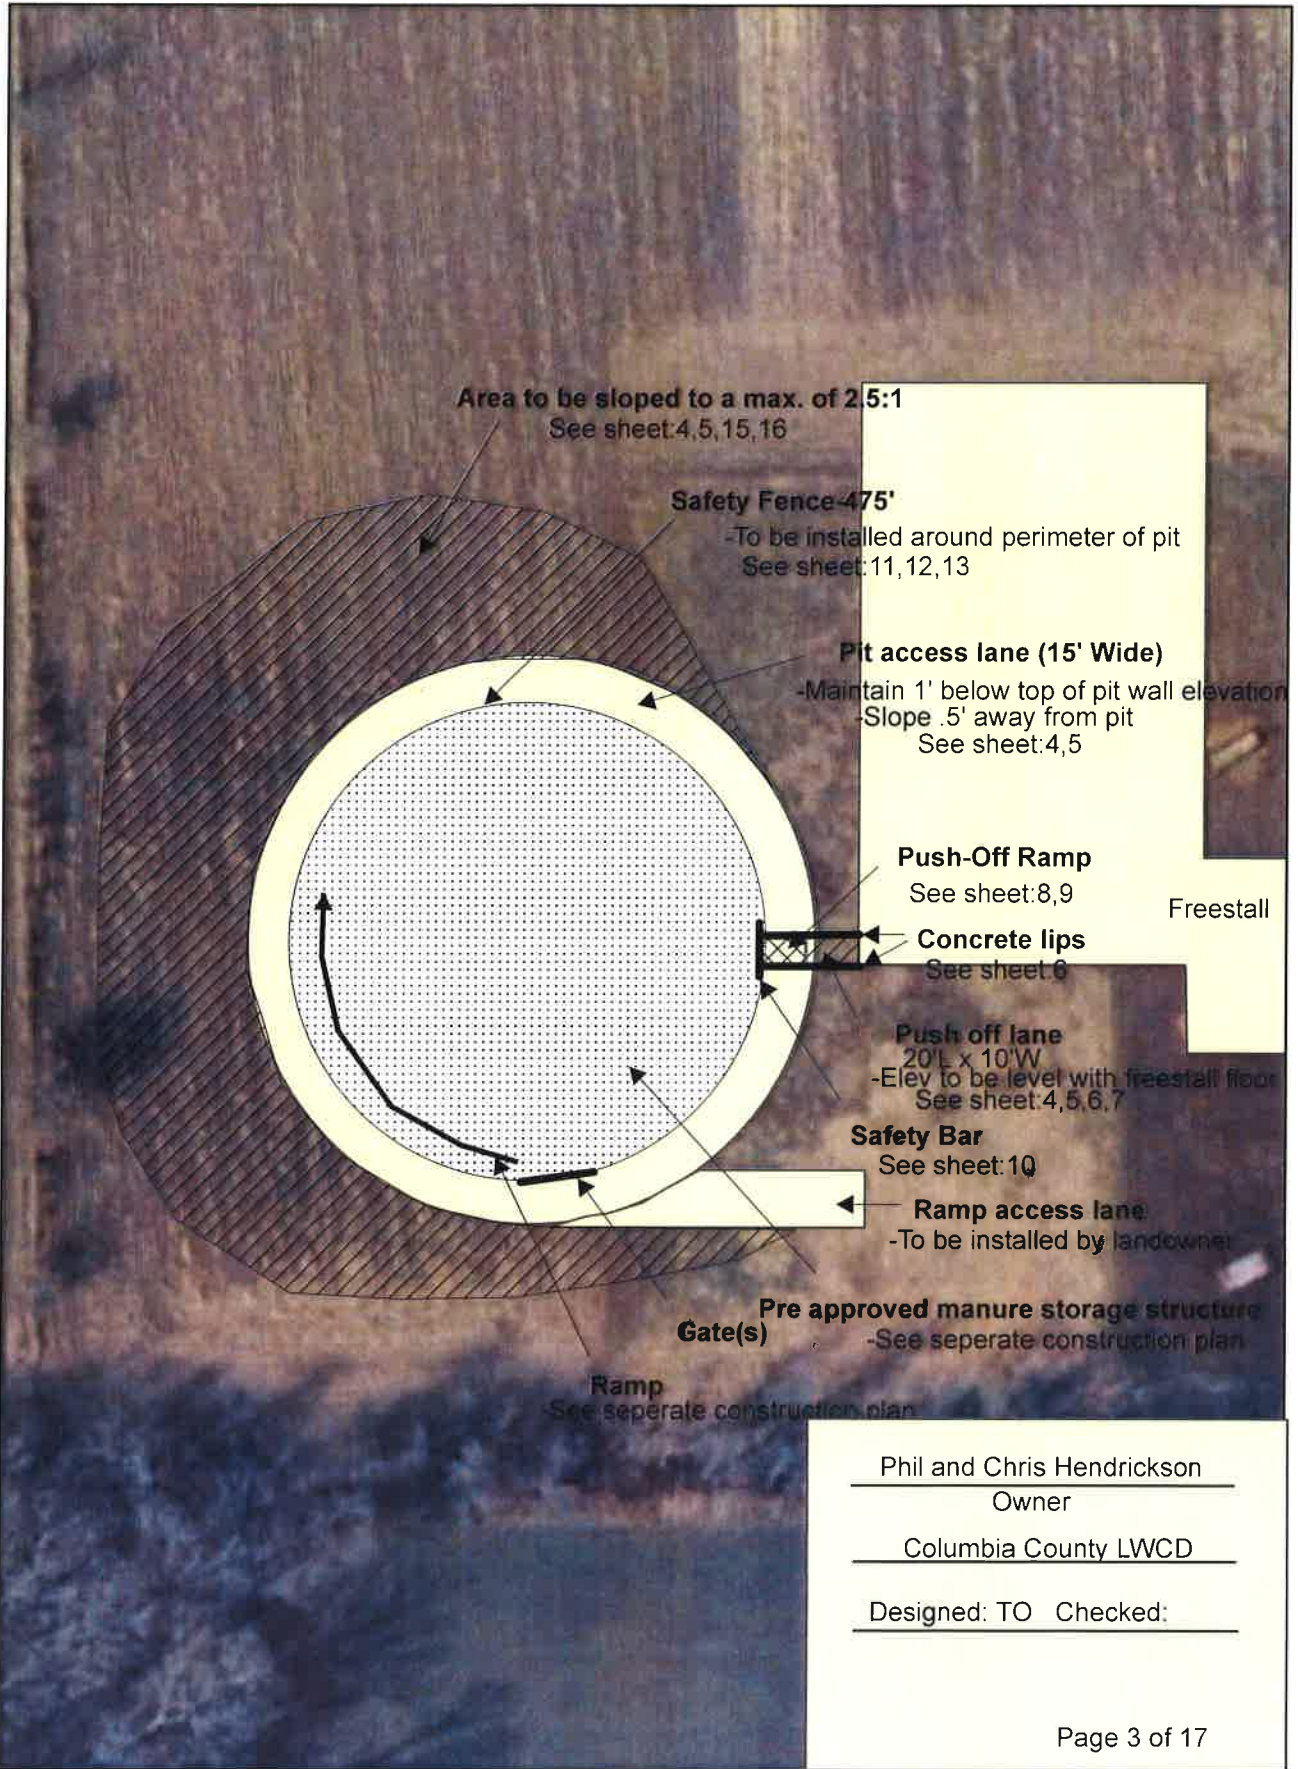 Area to be sloped to a max. of 2.5:1
See sheet:4,5,15,16
Safety Fence-475'
-To be installed around perimeter of pit
See sheet:11,12,13
Pit access lane (15' Wide)
-Maintain 1' below top of pit wall elevation
-Slope .5' away from pit
See sheet:4,5
Push-Off Ramp
See sheet:8,9
Freestall
Concrete lips
See sheet:6
Push off lane
20'L x 10'W
-Elev to be level with freestall floor
See sheet:4,5,6,7
Safety Bar
See sheet:10
Ramp access lane
-To be installed by landowner
Pre approved manure storage structure
-See seperate construction plan
Gate(s)
Ramp
-See seperate construction plan
Phil and Chris Hendrickson
Owner
Columbia County LWCD
Designed: TO Checked:
Page 3 of 17